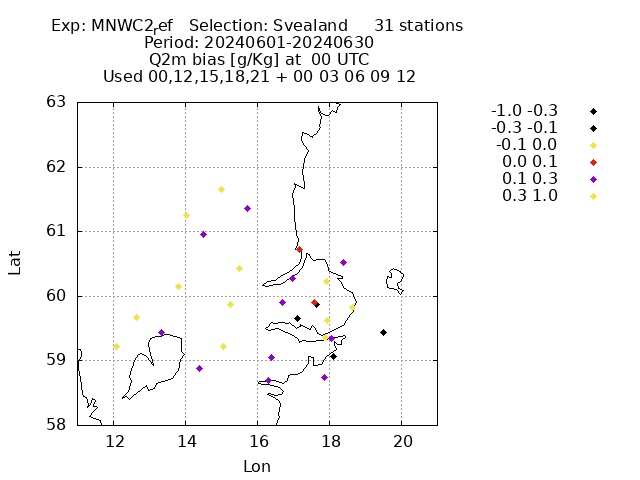 Exp: MNWC2ref   Selection: Svealand     31 stations
Period: 20240601-20240630
Q2m bias [g/Kg] at  00 UTC
Used 00,12,15,18,21 + 00 03 06 09 12
-1.0 -0.3
-0.3 -0.1
-0.1 0.0
0.0 0.1
0.1 0.3
0.3 1.0
63
62
61
60
59
58
Lat
12 14 16 18 20
Lon